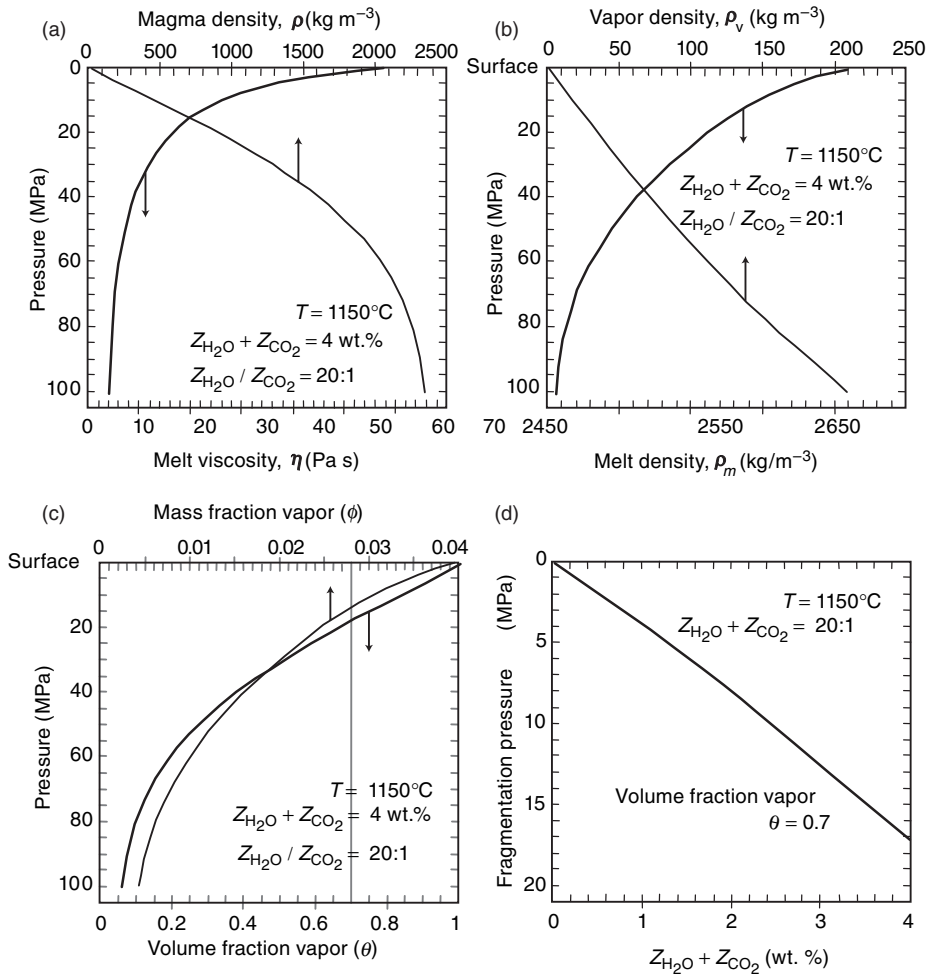 (a)
Magma density, ρ (kg m–3)
0 500 1000 1500 2000 2500
0
20
40
60
80
100
Pressure (MPa)
T = 1150°C
ZH2O + ZCO2 = 4 wt.%
ZH2O / ZCO2 = 20:1
0 10 20 30 40 50 60 70
Melt viscosity, η (Pa s)
(b)
Vapor density, ρv (kg m–3)
0 50 100 150 200 250
Surface
20
40
60
80
100
Pressure (MPa)
T = 1150°C
ZH2O + ZCO2 = 4 wt.%
ZH2O / ZCO2 = 20:1
2450 2550 2650
Melt density, ρm (kg/m–3)
(c)
Mass fraction vapor (ϕ)
0 0.01 0.02 0.03 0.04
Surface
20
40
60
80
100
Pressure (MPa)
T = 1150°C
ZH2O + ZCO2 = 4 wt.%
ZH2O / ZCO2 = 20:1
0 0.2 0.4 0.6 0.8 1
Volume fraction vapor (θ)
(d)
0
5
10
15
20
Fragmentation pressure (MPa)
T = 1150°C
ZH2O + ZCO2 = 20:1
Volume fraction vapor
θ = 0.7
0 1 2 3 4
ZH2O + ZCO2 (wt. %)